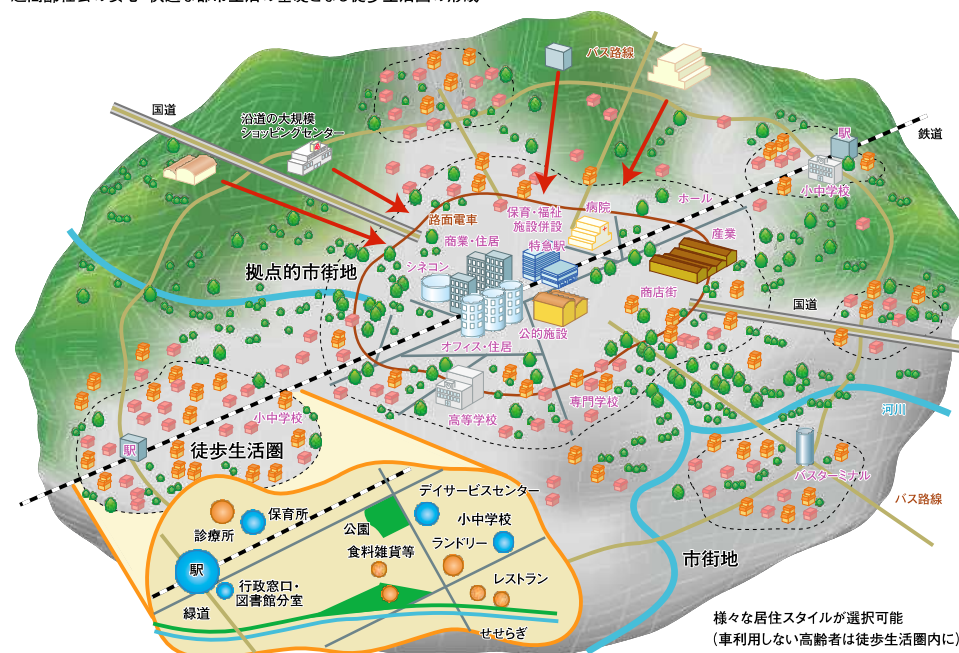 バス路線
国道
沿道の大規模
ショッピングセンター
駅
鉄道
小中学校
ホール
病院
保育・福祉
施設併設
路面電車
産業
特急駅
商業・住居
シネコン
拠点的市街地
商店街
国道
公的施設
オフィス・住居
専門学校
高等学校
河川
小中学校
徒歩生活圏
駅
バスターミナル
バス路線
市街地
デイサービスセンター
保育所
公園
小中学校
診療所
ランドリー
食料雑貨等
駅
レストラン
行政窓口・
図書館分室
緑道
せせらぎ
様々な居住スタイルが選択可能
(車利用しない高齢者は徒歩生活圏内に)